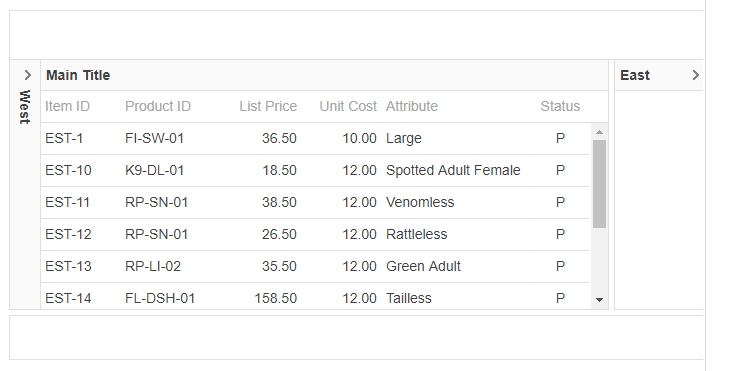 Main Title
East
West
Item ID Product ID List Price Unit Cost Attribute Status
EST-1 FI-SW-01 36.50 10.00 Large P
EST-10 K9-DL-01 18.50 12.00 Spotted Adult Female P
EST-11 RP-SN-01 38.50 12.00 Venomless P
EST-12 RP-SN-01 26.50 12.00 Rattleless P
EST-13 RP-LI-02 35.50 12.00 Green Adult P
EST-14 FL-DSH-01 158.50 12.00 Tailless P